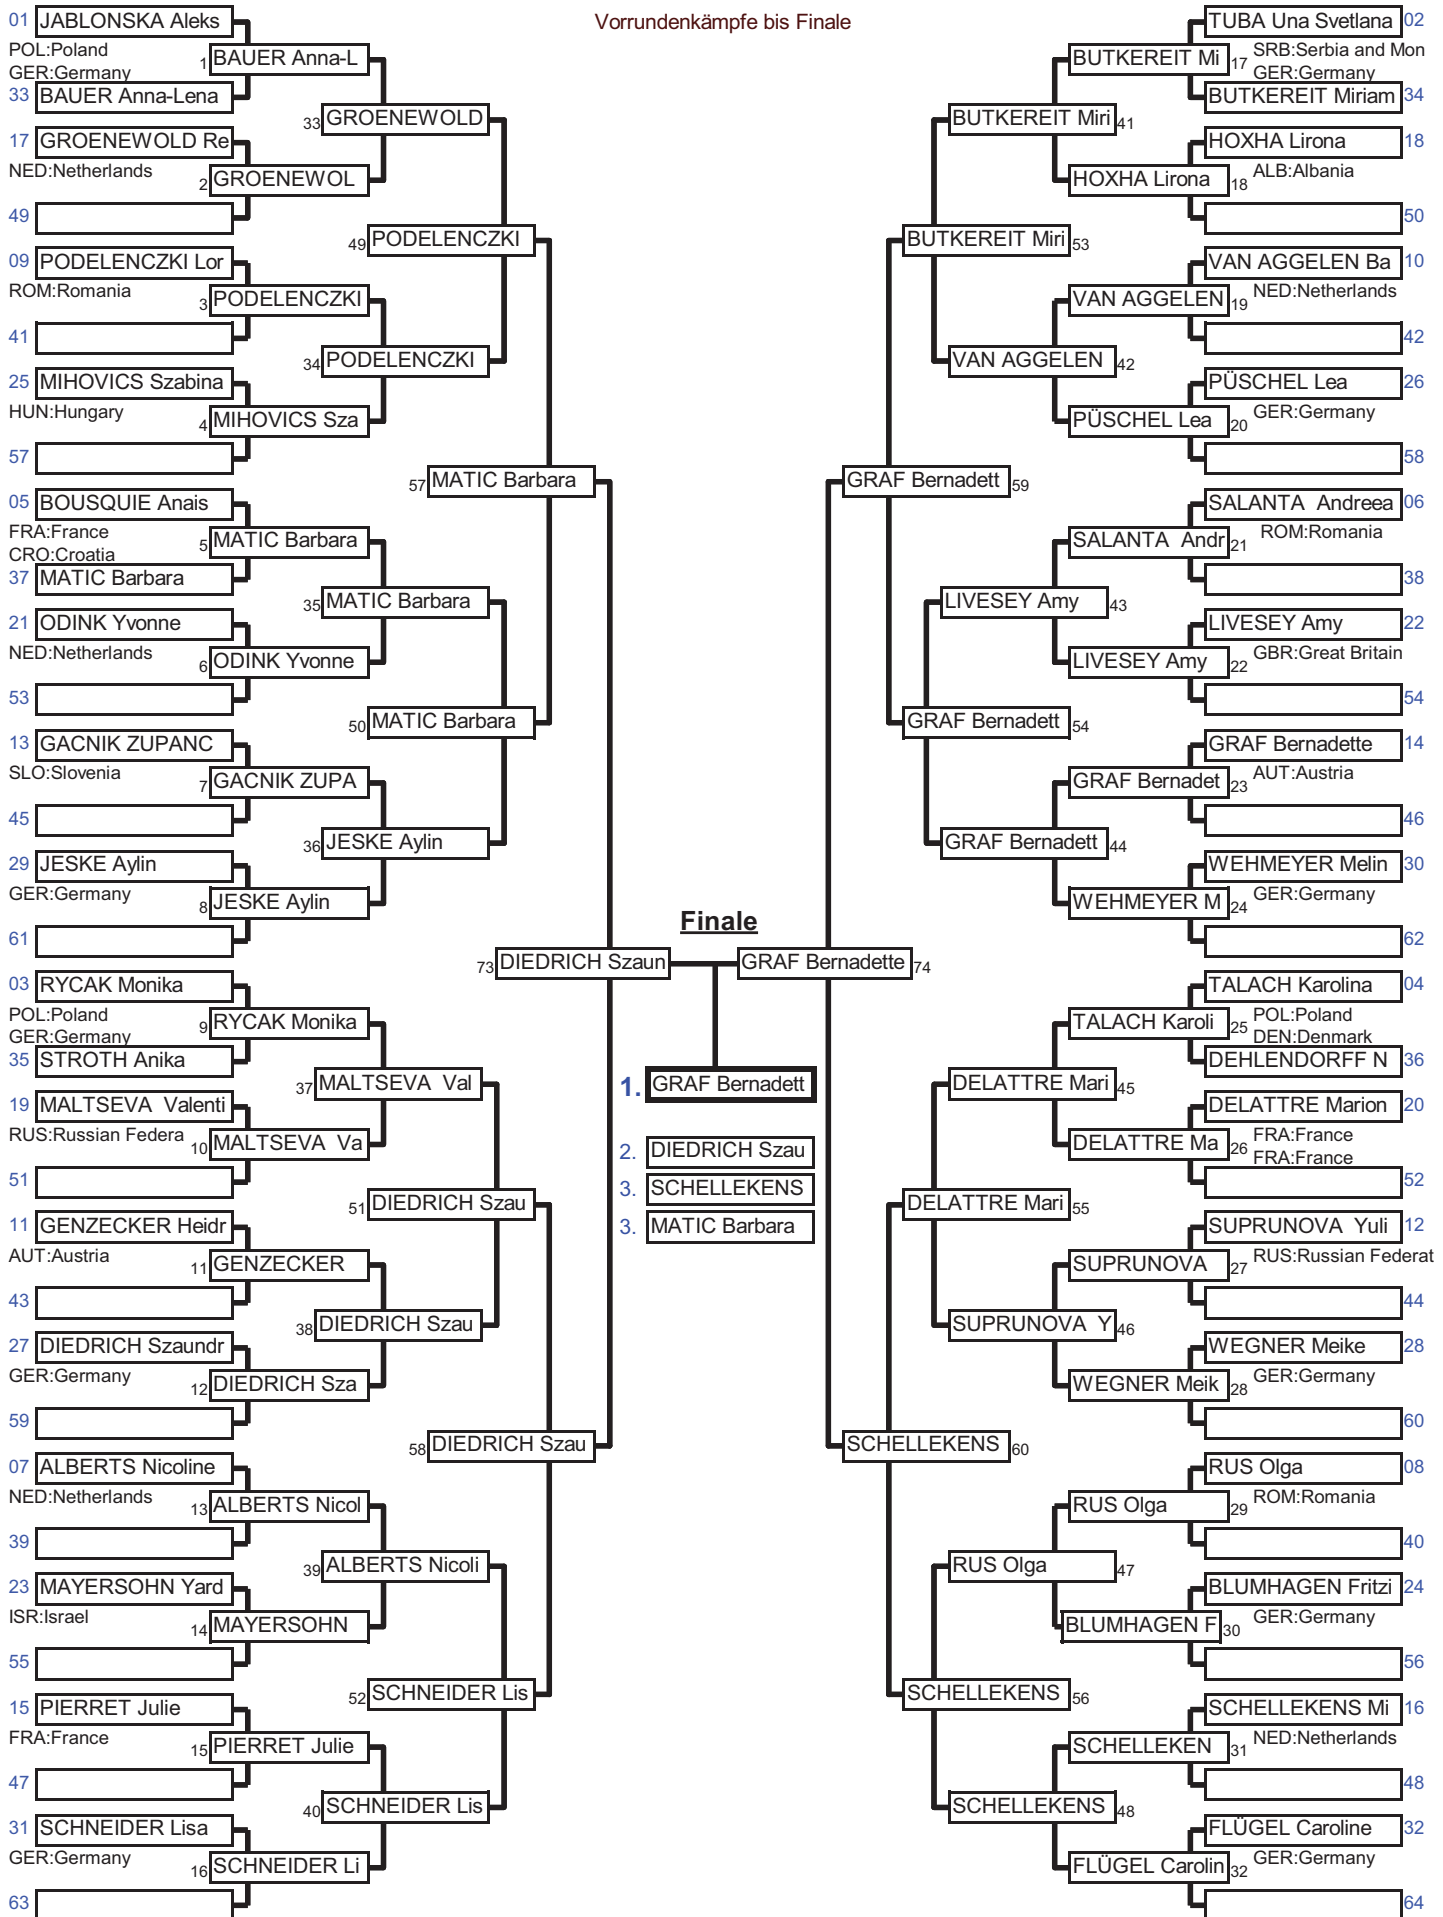 Vorrundenkämpfe bis Finale
01 JABLONSKA Aleks
POL:Poland
GER:Germany
1 BAUER Anna-L
33 BAUER Anna-Lena
33 GROENEWOLD
17 GROENEWOLD Re
NED:Netherlands
2 GROENEWOL
49
49 PODELENCZKI
09 PODELENCZKI Lor
ROM:Romania
3 PODELENCZKI
41
34 PODELENCZKI
25 MIHOVICS Szabina
HUN:Hungary
4 MIHOVICS Sza
57
57 MATIC Barbara
05 BOUSQUIE Anais
FRA:France
CRO:Croatia
5 MATIC Barbara
37 MATIC Barbara
35 MATIC Barbara
21 ODINK Yvonne
NED:Netherlands
6 ODINK Yvonne
53
50 MATIC Barbara
13 GACNIK ZUPANC
SLO:Slovenia
7 GACNIK ZUPA
45
36 JESKE Aylin
29 JESKE Aylin
GER:Germany
8 JESKE Aylin
61
73 DIEDRICH Szaun
03 RYCAK Monika
POL:Poland
GER:Germany
9 RYCAK Monika
35 STROTH Anika
37 MALTSEVA Val
19 MALTSEVA Valenti
RUS:Russian Federa
10 MALTSEVA Va
51
51 DIEDRICH Szau
11 GENZECKER Heidr
AUT:Austria
11 GENZECKER
43
38 DIEDRICH Szau
27 DIEDRICH Szaundr
GER:Germany
12 DIEDRICH Sza
59
58 DIEDRICH Szau
07 ALBERTS Nicoline
NED:Netherlands
13 ALBERTS Nicol
39
39 ALBERTS Nicoli
23 MAYERSOHN Yard
ISR:Israel
14 MAYERSOHN
55
52 SCHNEIDER Lis
15 PIERRET Julie
FRA:France
15 PIERRET Julie
47
40 SCHNEIDER Lis
31 SCHNEIDER Lisa
GER:Germany
16 SCHNEIDER Li
63
Finale
1. GRAF Bernadett
2. DIEDRICH Szau
3. SCHELLEKENS
3. MATIC Barbara
TUBA Una Svetlana 02
BUTKEREIT Mi 17 SRB:Serbia and Mon
GER:Germany
BUTKEREIT Miriam 34
BUTKEREIT Miri 41
HOXHA Lirona 18
HOXHA Lirona 18 ALB:Albania
50
BUTKEREIT Miri 53
VAN AGGELEN Ba 10
VAN AGGELEN 19 NED:Netherlands
42
VAN AGGELEN 42
PÜSCHEL Lea 26
PÜSCHEL Lea 20 GER:Germany
58
GRAF Bernadett 59
SALANTA Andreea 06
SALANTA Andr 21 ROM:Romania
38
LIVESEY Amy 43
LIVESEY Amy 22
LIVESEY Amy 22 GBR:Great Britain
54
GRAF Bernadett 54
GRAF Bernadette 14
GRAF Bernadet 23 AUT:Austria
46
GRAF Bernadett 44
WEHMEYER Melin 30
WEHMEYER M 24 GER:Germany
62
GRAF Bernadette 74
TALACH Karolina 04
TALACH Karoli 25 POL:Poland
DEN:Denmark
DEHLENDORFF N 36
DELATTRE Mari 45
DELATTRE Marion 20
DELATTRE Ma 26 FRA:France
FRA:France
52
DELATTRE Mari 55
SUPRUNOVA Yuli 12
SUPRUNOVA 27 RUS:Russian Federat
44
SUPRUNOVA Y 46
WEGNER Meike 28
WEGNER Meik 28 GER:Germany
60
SCHELLEKENS 60
RUS Olga 08
RUS Olga 29 ROM:Romania
40
RUS Olga 47
BLUMHAGEN Fritzi 24
BLUMHAGEN F 30 GER:Germany
56
SCHELLEKENS 56
SCHELLEKENS Mi 16
SCHELLEKEN 31 NED:Netherlands
48
SCHELLEKENS 48
FLÜGEL Caroline 32
FLÜGEL Carolin 32 GER:Germany
64